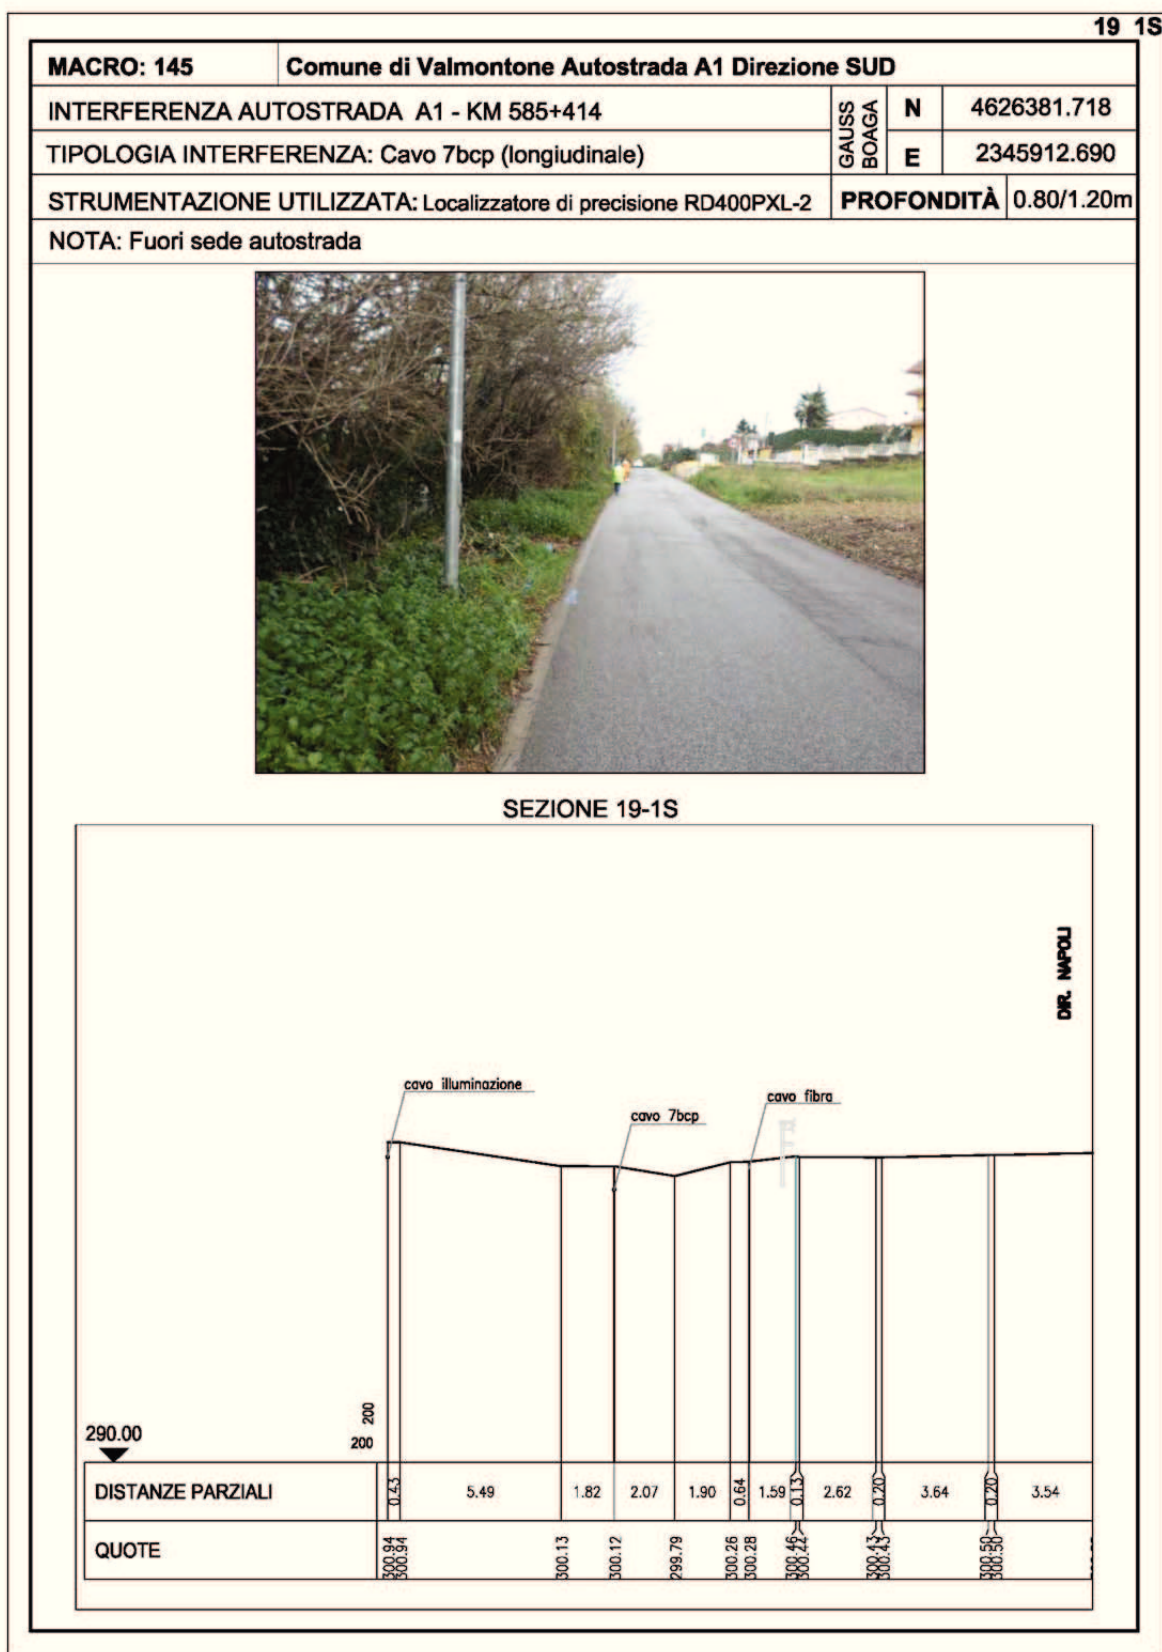 19 1S
MACRO: 145 Comune di Valmontone Autostrada A1 Direzione SUD
INTERFERENZA AUTOSTRADA A1 - KM 585+414
GAUSS BOAGA
N 4626381.718
TIPOLOGIA INTERFERENZA: Cavo 7bcp (longiudinale)
E 2345912.690
STRUMENTAZIONE UTILIZZATA: Localizzatore di precisione RD400PXL-2 PROFONDITÀ 0.80/1.20m
NOTA: Fuori sede autostrada
SEZIONE 19-1S
DIR. NAPOLI
cavo illuminazione
cavo 7bcp
cavo fibra
200
200
290.00
DISTANZE PARZIALI 0.43 5.49 1.82 2.07 1.90 0.64 1.59 0.13 2.62 0.20 3.64 0.20 3.54
QUOTE 300.94 300.94 300.13 300.12 299.79 300.26 300.28 300.46 300.44 300.43 300.43 300.50 300.50